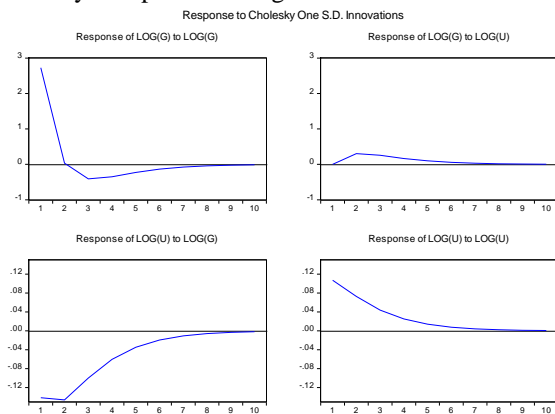 Response to Cholesky One S.D. Innovations
Response of LOG(G) to LOG(G)
3
2
1
0
-1
1 2 3 4 5 6 7 8 9 10
Response of LOG(G) to LOG(U)
3
2
1
0
-1
1 2 3 4 5 6 7 8 9 10
Response of LOG(U) to LOG(G)
.12
.08
.04
.00
-.04
-.08
-.12
1 2 3 4 5 6 7 8 9 10
Response of LOG(U) to LOG(U)
.12
.08
.04
.00
-.04
-.08
-.12
1 2 3 4 5 6 7 8 9 10